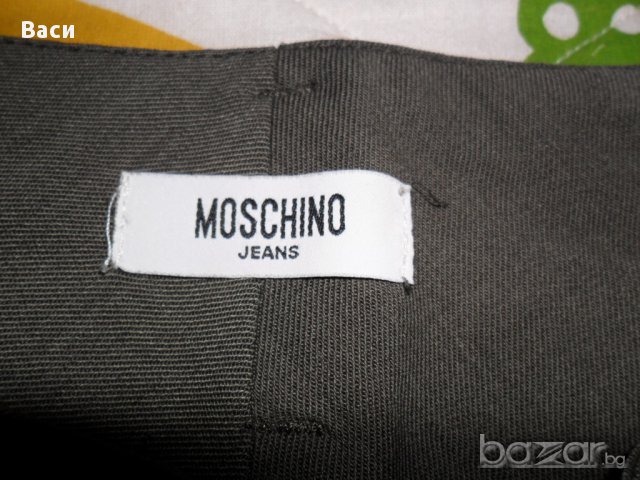 Васи
MOSCHINO
JEANS
bazar.bg